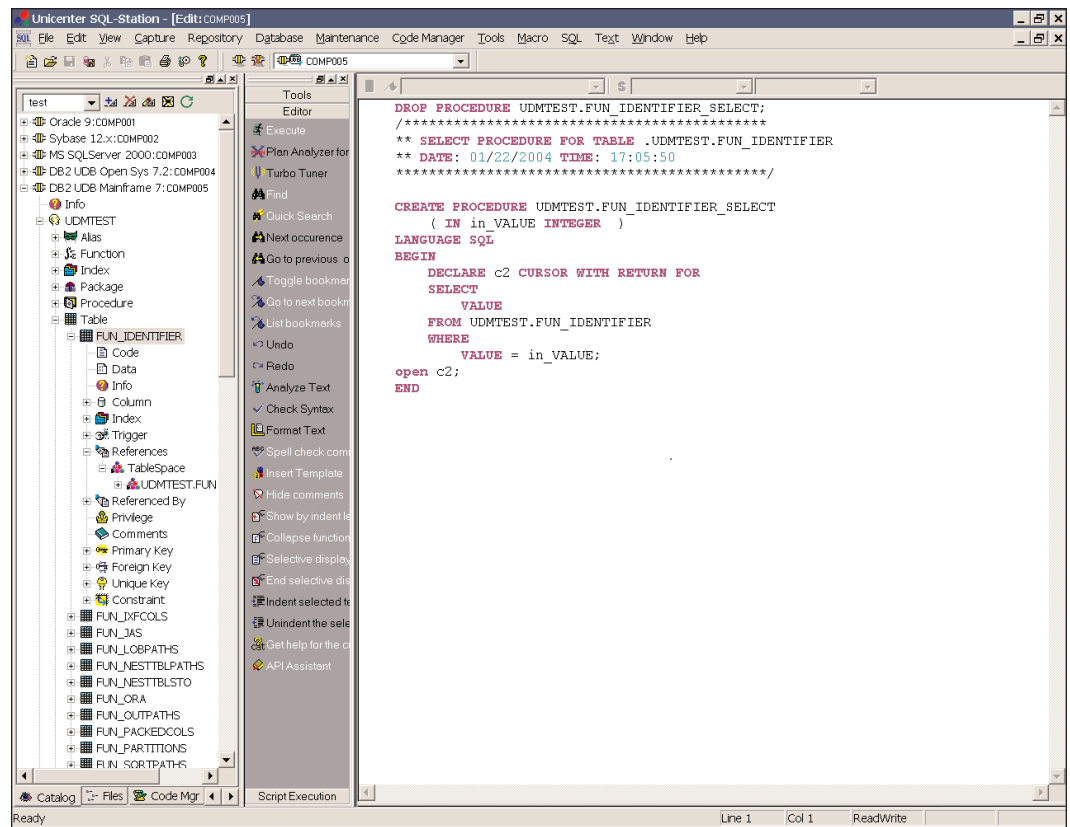 Unicenter SQL-Station - [Edit: COMP005]
SQL File Edit View Capture Repository Database Maintenance Code Manager Tools Macro SQL Text Window Help
COMP005
test
Oracle 9:COMP001
Sybase 12.x:COMP002
MS SQLServer 2000:COMP003
DB2 UDB Open Sys 7.2:COMP004
DB2 UDB Mainframe 7:COMP005
Info
UDMTEST
Alias
Function
Index
Package
Procedure
Table
FUN_IDENTIFIER
Code
Data
Info
Column
Index
Trigger
References
TableSpace
UDMTEST.FUN
Referenced By
Privilege
Comments
Primary Key
Foreign Key
Unique Key
Constraint
FUN_IXFCOLS
FUN_JAS
FUN_LOBPATHS
FUN_NESTTBLPATHS
FUN_NESTTBLSTO
FUN_ORA
FUN_OUTPATHS
FUN_PACKEDCOLS
FUN_PARTITIONS
FUN_SORTPATHS
Catalog Files Code Mgr
Tools
Editor
Execute
Plan Analyzer for
Turbo Tuner
Find
Quick Search
Next occurence
Go to previous o
Toggle bookmar
Go to next bookm
List bookmarks
Undo
Redo
Analyze Text
Check Syntax
Format Text
Spell check com
Insert Template
Hide comments
Show by indent le
Collapse function
Selective display
End selective dis
Indent selected te
Unindent the sele
Get help for the cu
API Assistant
Script Execution
S
DROP PROCEDURE UDMTEST.FUN_IDENTIFIER_SELECT;
/********************************************
** SELECT PROCEDURE FOR TABLE .UDMTEST.FUN_IDENTIFIER
** DATE: 01/22/2004 TIME: 17:05:50
*********************************************/
CREATE PROCEDURE UDMTEST.FUN_IDENTIFIER_SELECT
( IN in_VALUE INTEGER )
LANGUAGE SQL
BEGIN
DECLARE c2 CURSOR WITH RETURN FOR
SELECT
VALUE
FROM UDMTEST.FUN_IDENTIFIER
WHERE
VALUE = in_VALUE;
open c2;
END
Ready
Line 1 Col 1 ReadWrite